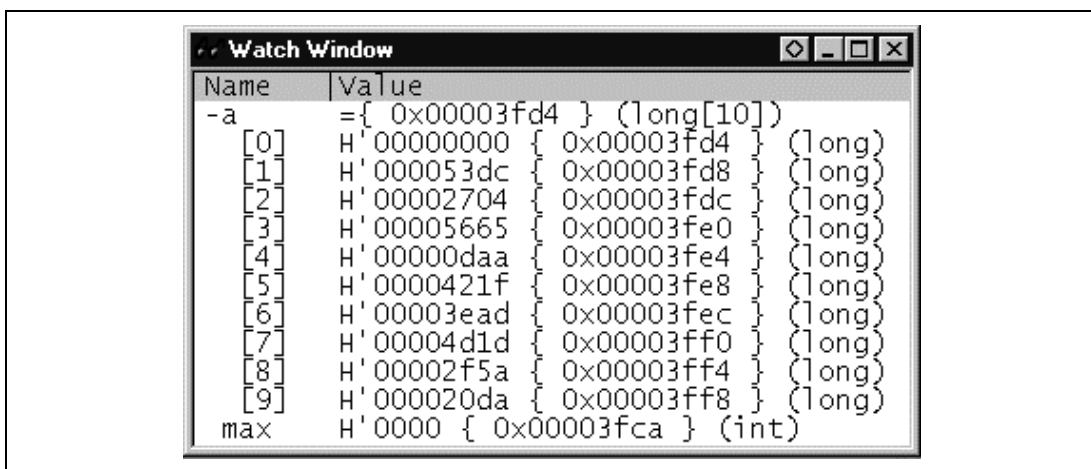 Watch Window
Name Value
-a ={ 0x00003fd4 } (long[10])
[0] H'00000000 { 0x00003fd4 } (long)
[1] H'000053dc { 0x00003fd8 } (long)
[2] H'00002704 { 0x00003fdc } (long)
[3] H'00005665 { 0x00003fe0 } (long)
[4] H'00000daa { 0x00003fe4 } (long)
[5] H'0000421f { 0x00003fe8 } (long)
[6] H'00003ead { 0x00003fec } (long)
[7] H'00004d1d { 0x00003ff0 } (long)
[8] H'00002f5a { 0x00003ff4 } (long)
[9] H'000020da { 0x00003ff8 } (long)
max H'0000 { 0x00003fca } (int)